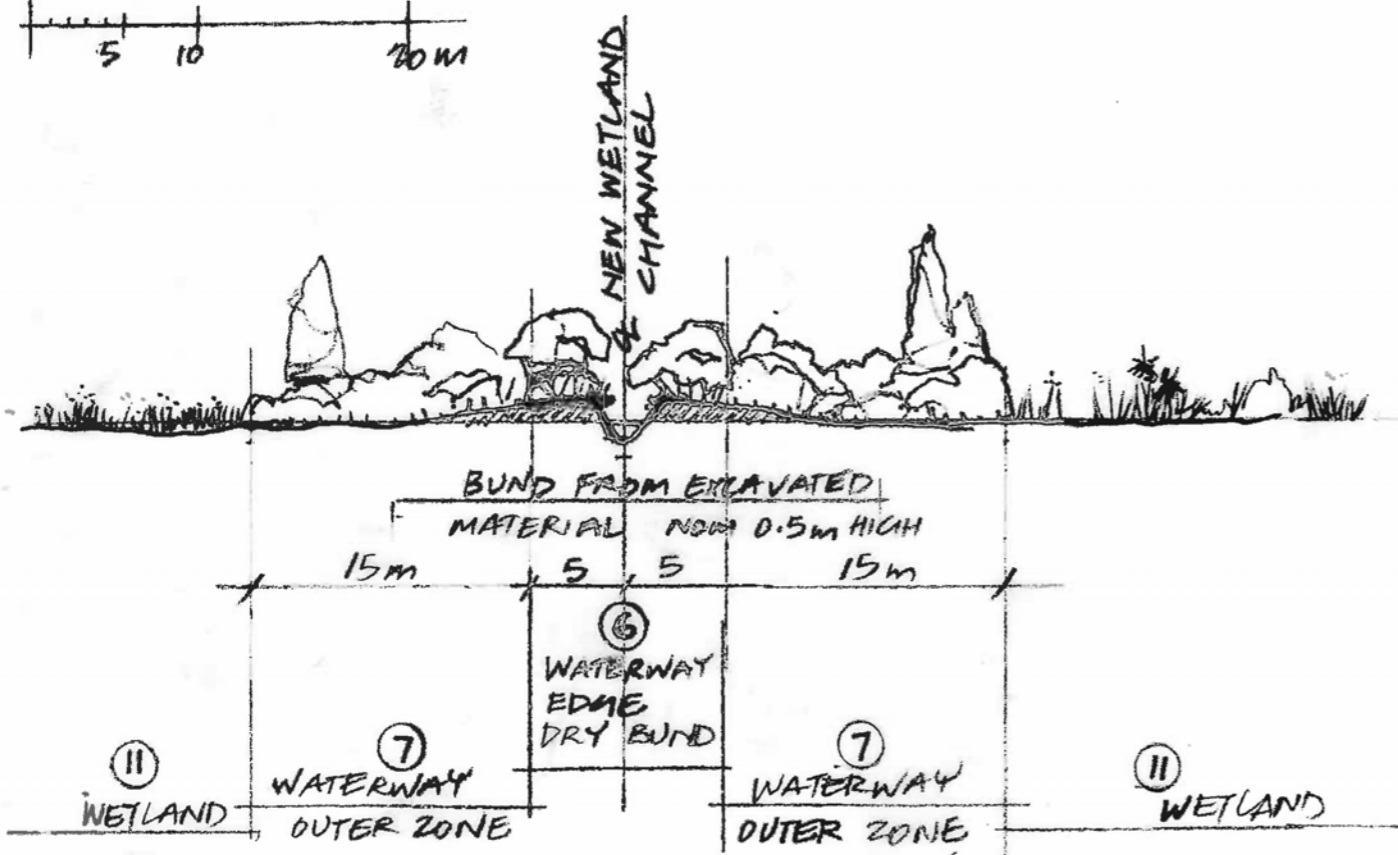 5 10 20m
℄ NEW WETLAND
CHANNEL
BUND FROM EXCAVATED
MATERIAL NOW 0.5m HIGH
15m 5 5 15m
6
WATERWAY
EDGE
DRY BUND
11
WETLAND
7
WATERWAY
OUTER ZONE
7
WATERWAY
OUTER ZONE
11
WETLAND